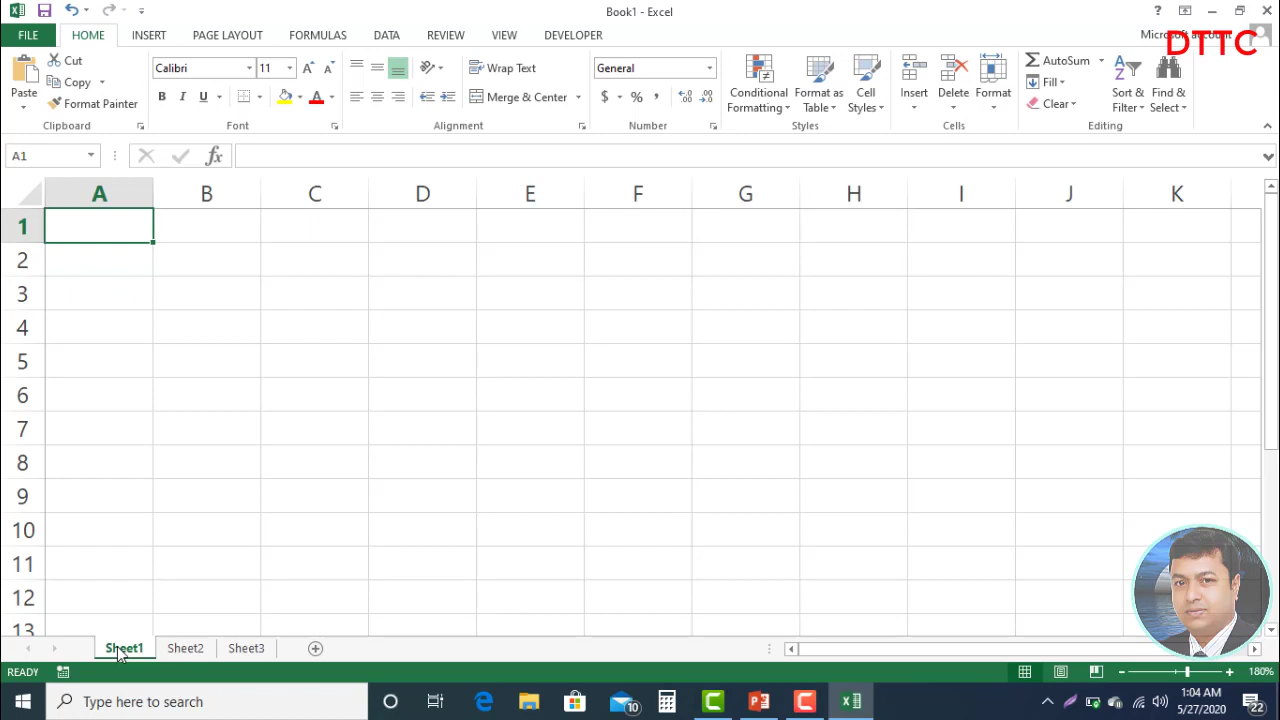 Book1 - Excel
?
FILE HOME INSERT PAGE LAYOUT FORMULAS DATA REVIEW VIEW DEVELOPER
DTTC
Paste
Cut
Copy
Format Painter
Clipboard
Calibri 11
B I U
A
Font
Wrap Text
Merge & Center
Alignment
General
$ % ,
Number
Conditional Formatting
Format as Table
Cell Styles
Styles
Insert Delete Format
Cells
AutoSum
Fill
Clear
Sort & Filter
Find & Select
Editing
A1
fx
A B C D E F G H I J K
1
2
3
4
5
6
7
8
9
10
11
12
13
Sheet1 Sheet2 Sheet3
READY
180%
Type here to search
10
1:04 AM
5/27/2020
22